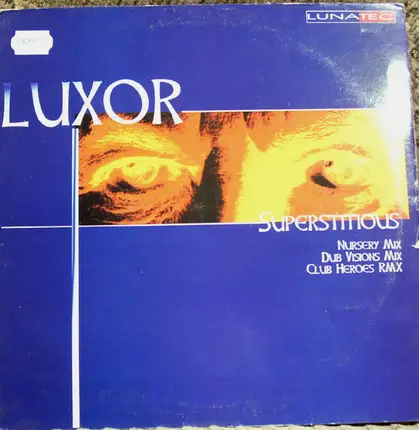 LUNATEC
LUXOR
SUPERSTITIOUS
NURSERY MIX
DUB VISIONS MIX
CLUB HEROES RMX